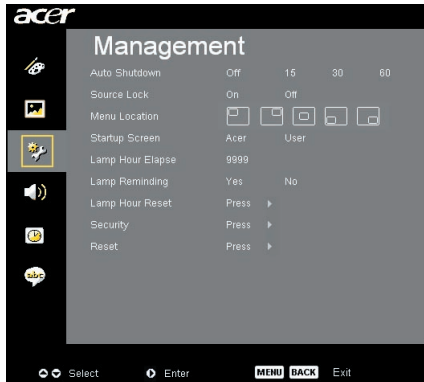 acer
Management
Auto Shutdown Off 15 30 60
Source Lock On Off
Menu Location
Startup Screen Acer User
Lamp Hour Elapse 9999
Lamp Reminding Yes No
Lamp Hour Reset Press
Security Press
Reset Press
abc
Select Enter MENU BACK Exit